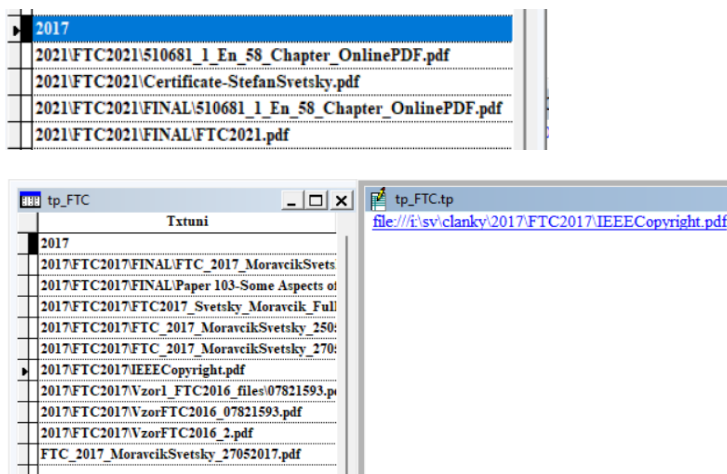 2017
2021\FTC2021\510681_1_En_58_Chapter_OnlinePDF.pdf
2021\FTC2021\Certificate-StefanSvetsky.pdf
2021\FTC2021\FINAL\510681_1_En_58_Chapter_OnlinePDF.pdf
2021\FTC2021\FINAL\FTC2021.pdf
tp_FTC
Txtuni
2017
2017\FTC2017\FINAL\FTC_2017_MoravcikSvets
2017\FTC2017\FINAL\Paper 103-Some Aspects of
2017\FTC2017\FTC2017_Svetsky_Moravcik_Full
2017\FTC2017\FTC_2017_MoravcikSvetsky_250
2017\FTC2017\FTC_2017_MoravcikSvetsky_270
2017\FTC2017\IEEECopyright.pdf
2017\FTC2017\Vzor1_FTC2016_files\07821593.p
2017\FTC2017\VzorFTC2016_07821593.pdf
2017\FTC2017\VzorFTC2016_2.pdf
FTC_2017_MoravcikSvetsky_27052017.pdf
tp_FTC.tp
file:///i:\sv\clanky\2017\FTC2017\IEEECopyright.pdf